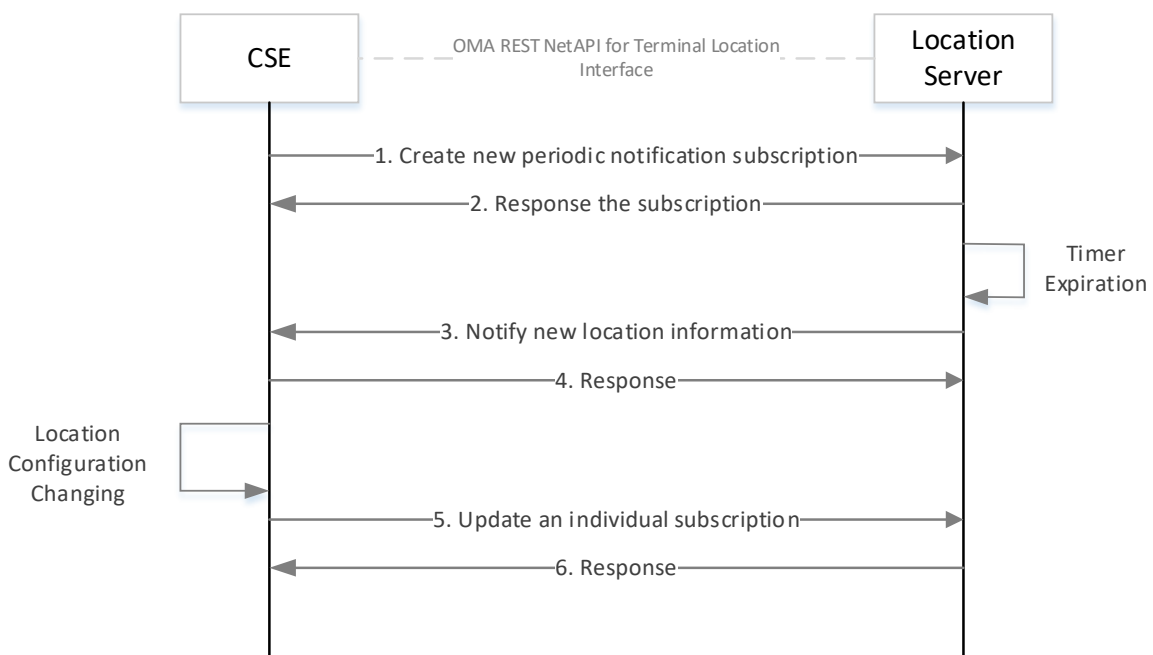 CSE
OMA REST NetAPI for Terminal Location
Interface
Location
Server
1. Create new periodic notification subscription
2. Response the subscription
Timer
Expiration
3. Notify new location information
4. Response
Location
Configuration
Changing
5. Update an individual subscription
6. Response